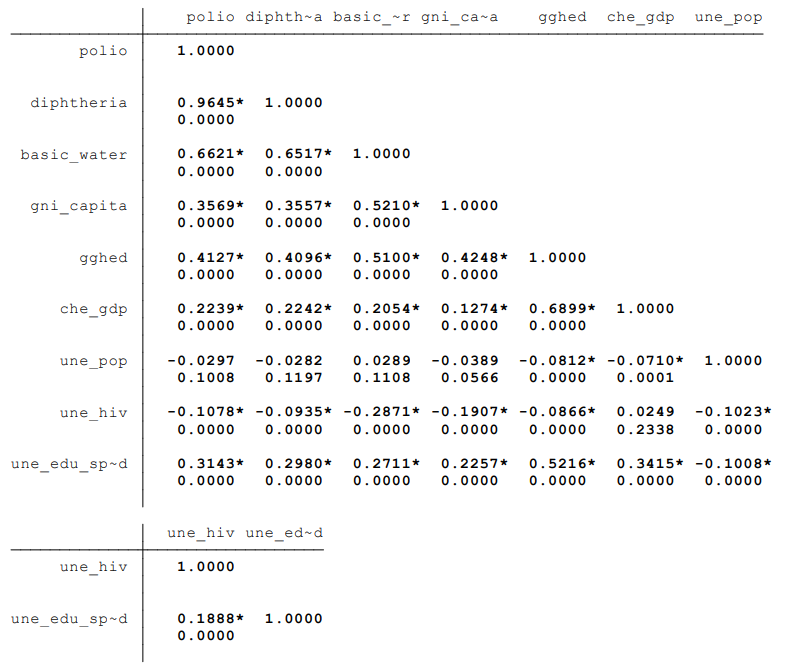 polio diphth~a basic_~r gni_ca~a gghed che_gdp une_pop
polio 1.0000
diphtheria 0.9645* 1.0000
0.0000
basic_water 0.6621* 0.6517* 1.0000
0.0000 0.0000
gni_capita 0.3569* 0.3557* 0.5210* 1.0000
0.0000 0.0000 0.0000
gghed 0.4127* 0.4096* 0.5100* 0.4248* 1.0000
0.0000 0.0000 0.0000 0.0000
che_gdp 0.2239* 0.2242* 0.2054* 0.1274* 0.6899* 1.0000
0.0000 0.0000 0.0000 0.0000 0.0000
une_pop -0.0297 -0.0282 0.0289 -0.0389 -0.0812* -0.0710* 1.0000
0.1008 0.1197 0.1108 0.0566 0.0000 0.0001
une_hiv -0.1078* -0.0935* -0.2871* -0.1907* -0.0866* 0.0249 -0.1023*
0.0000 0.0000 0.0000 0.0000 0.0000 0.2338 0.0000
une_edu_sp~d 0.3143* 0.2980* 0.2711* 0.2257* 0.5216* 0.3415* -0.1008*
0.0000 0.0000 0.0000 0.0000 0.0000 0.0000 0.0000
une_hiv une_ed~d
une_hiv 1.0000
une_edu_sp~d 0.1888* 1.0000
0.0000